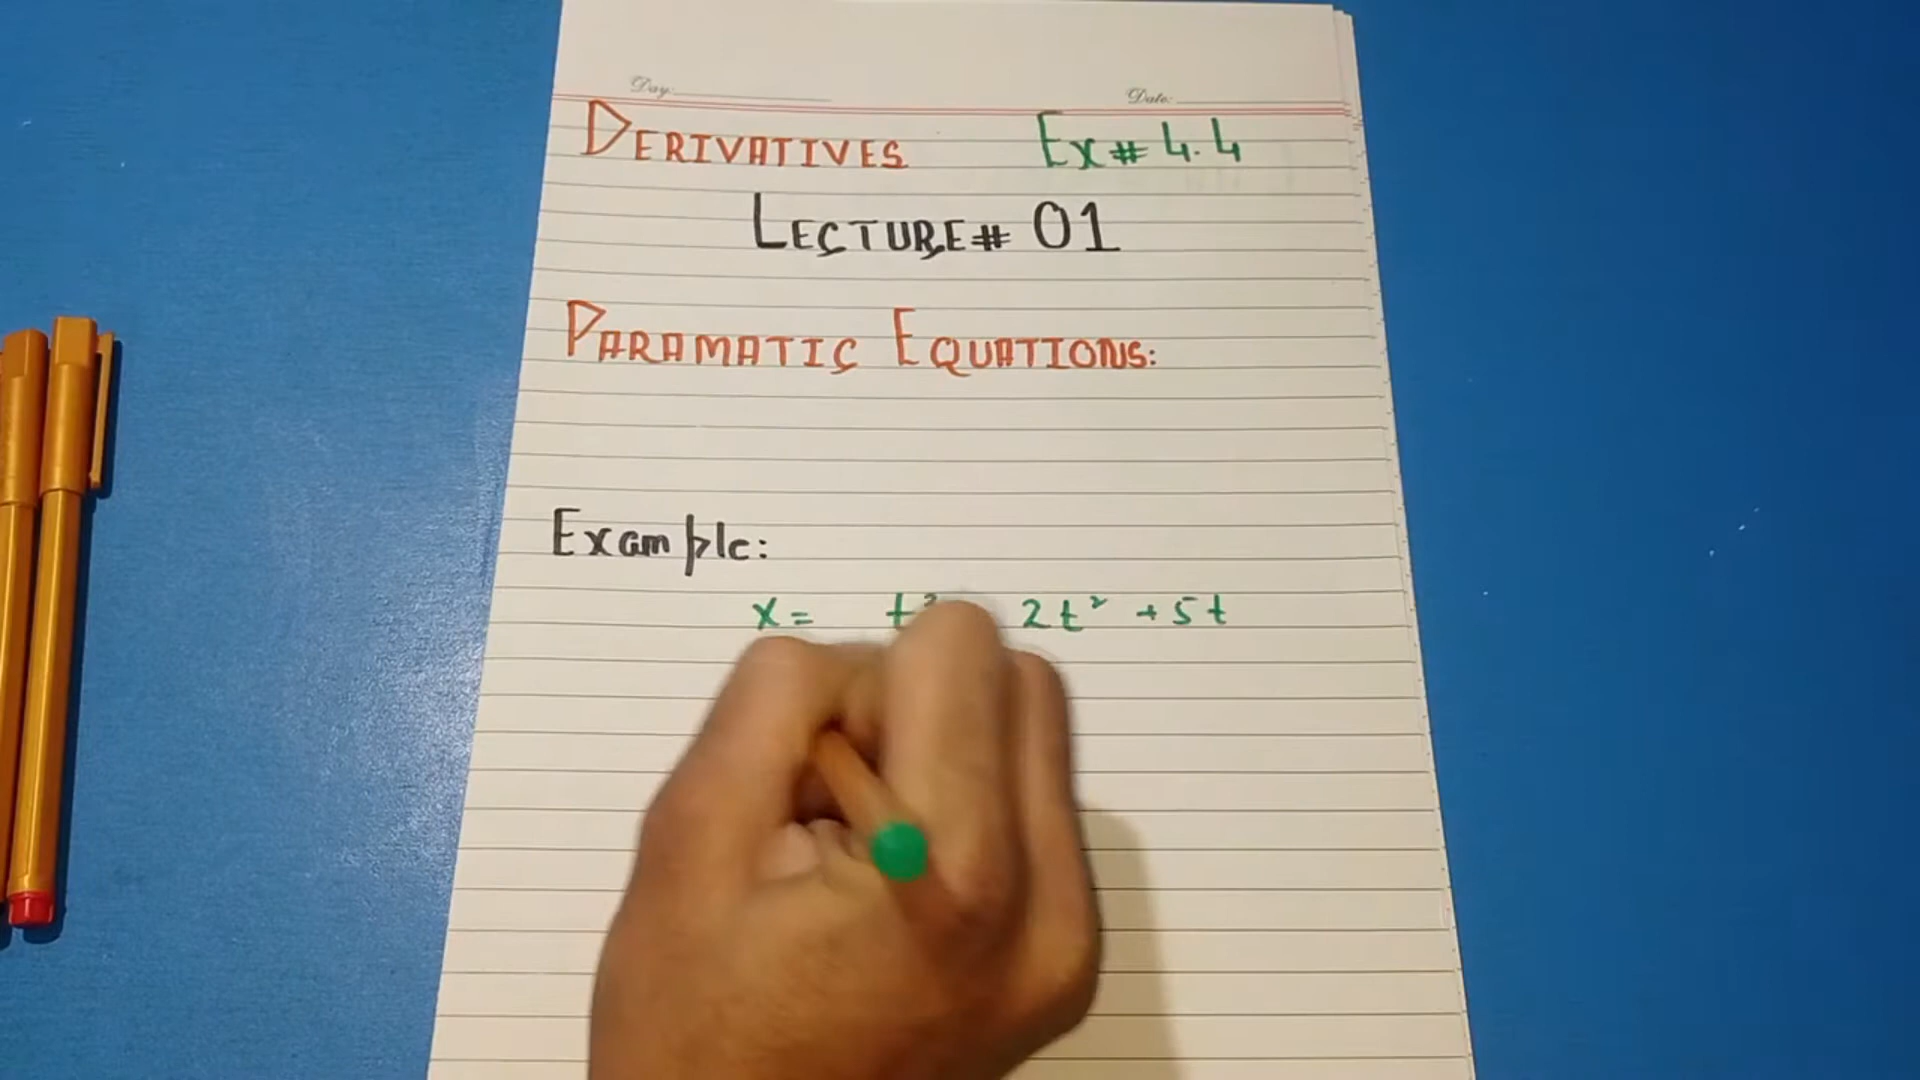 Day: Date:
DERIVATIVES Ex# 4.4
LECTURE# 01
PARAMATIC EQUATIONS:
Example:
x = t 2t² + 5t